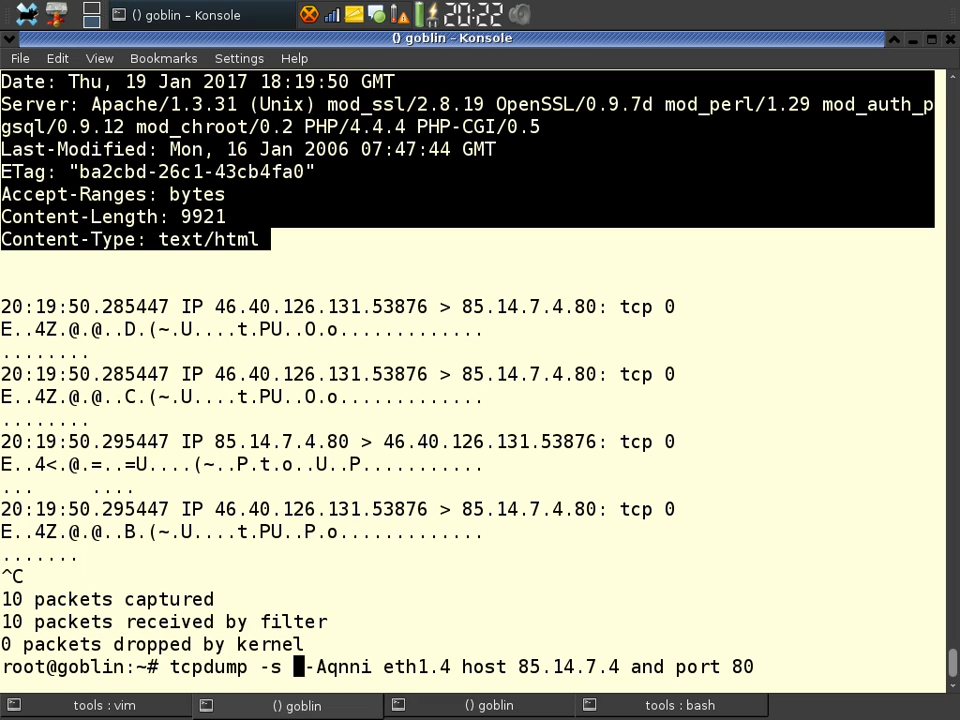 () goblin - Konsole
20:22
() goblin - Konsole
File Edit View Bookmarks Settings Help
Date: Thu, 19 Jan 2017 18:19:50 GMT
Server: Apache/1.3.31 (Unix) mod_ssl/2.8.19 OpenSSL/0.9.7d mod_perl/1.29 mod_auth_p
gsql/0.9.12 mod_chroot/0.2 PHP/4.4.4 PHP-CGI/0.5
Last-Modified: Mon, 16 Jan 2006 07:47:44 GMT
ETag: "ba2cbd-26c1-43cb4fa0"
Accept-Ranges: bytes
Content-Length: 9921
Content-Type: text/html
20:19:50.285447 IP 46.40.126.131.53876 > 85.14.7.4.80: tcp 0
E..4Z.@.@..D.(~.U....t.PU..O.o.............
........
20:19:50.285447 IP 46.40.126.131.53876 > 85.14.7.4.80: tcp 0
E..4Z.@.@..C.(~.U....t.PU..O.o.............
........
20:19:50.295447 IP 85.14.7.4.80 > 46.40.126.131.53876: tcp 0
E..4<.@.=..=U....(~..P.t.o..U..P...........
...     ....
20:19:50.295447 IP 46.40.126.131.53876 > 85.14.7.4.80: tcp 0
E..4Z.@.@..B.(~.U....t.PU..P.o.............
.......
^C
10 packets captured
10 packets received by filter
0 packets dropped by kernel
root@goblin:~# tcpdump -s -Aqnni eth1.4 host 85.14.7.4 and port 80
tools : vim () goblin () goblin tools : bash